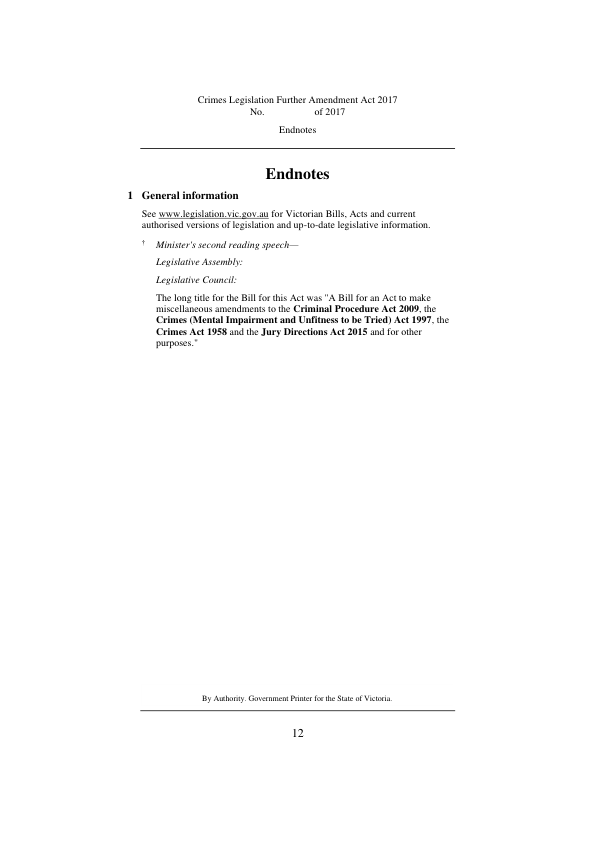 Crimes Legislation Further Amendment Act 2017
No. of 2017
Endnotes
Endnotes
1 General information
See www.legislation.vic.gov.au for Victorian Bills, Acts and current
authorised versions of legislation and up-to-date legislative information.
† Minister's second reading speech—
Legislative Assembly:
Legislative Council:
The long title for the Bill for this Act was "A Bill for an Act to make
miscellaneous amendments to the Criminal Procedure Act 2009, the
Crimes (Mental Impairment and Unfitness to be Tried) Act 1997, the
Crimes Act 1958 and the Jury Directions Act 2015 and for other
purposes."
By Authority. Government Printer for the State of Victoria.
12